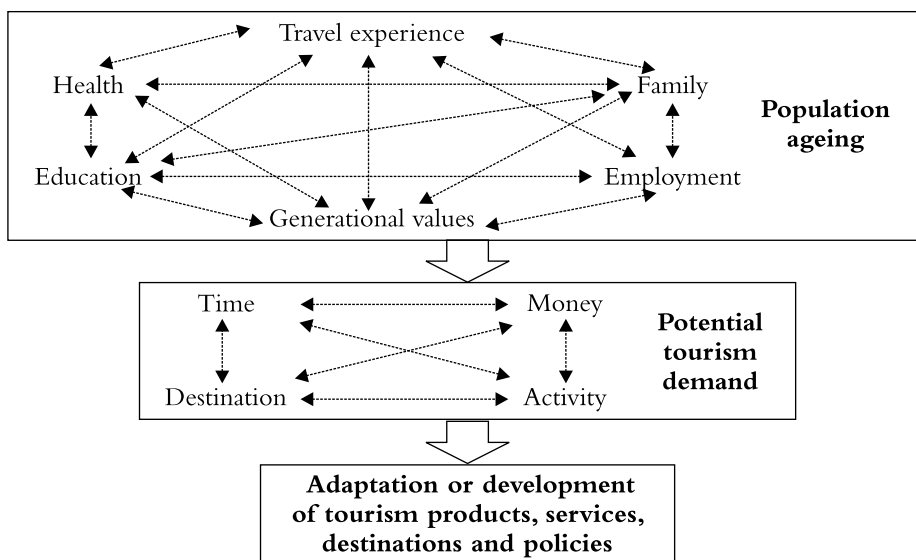 Travel experience
Health
Family
Population
ageing
Education
Employment
Generational values
Time
Money
Potential
tourism
demand
Destination
Activity
Adaptation or development
of tourism products, services,
destinations and policies